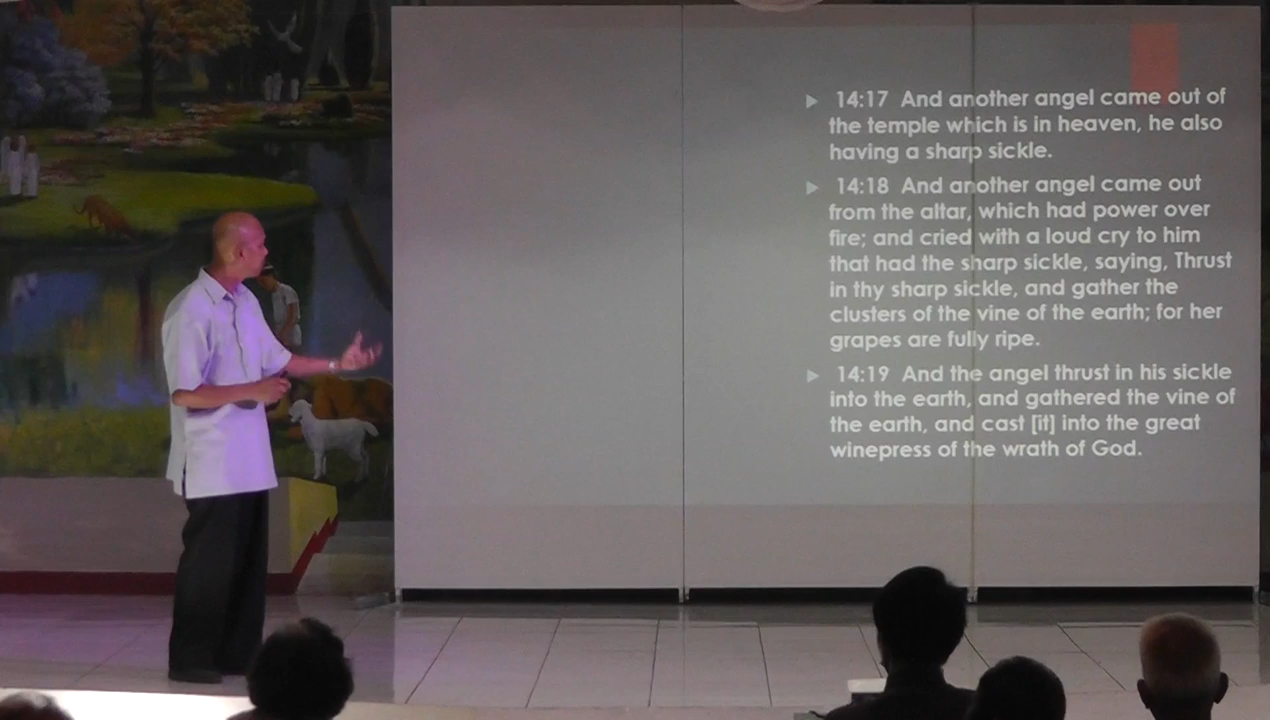 14:17 And another angel came out of
the temple which is in heaven, he also
having a sharp sickle.
14:18 And another angel came out
from the altar, which had power over
fire; and cried with a loud cry to him
that had the sharp sickle, saying, Thrust
in thy sharp sickle, and gather the
clusters of the vine of the earth; for her
grapes are fully ripe.
14:19 And the angel thrust in his sickle
into the earth, and gathered the vine of
the earth, and cast [it] into the great
winepress of the wrath of God.